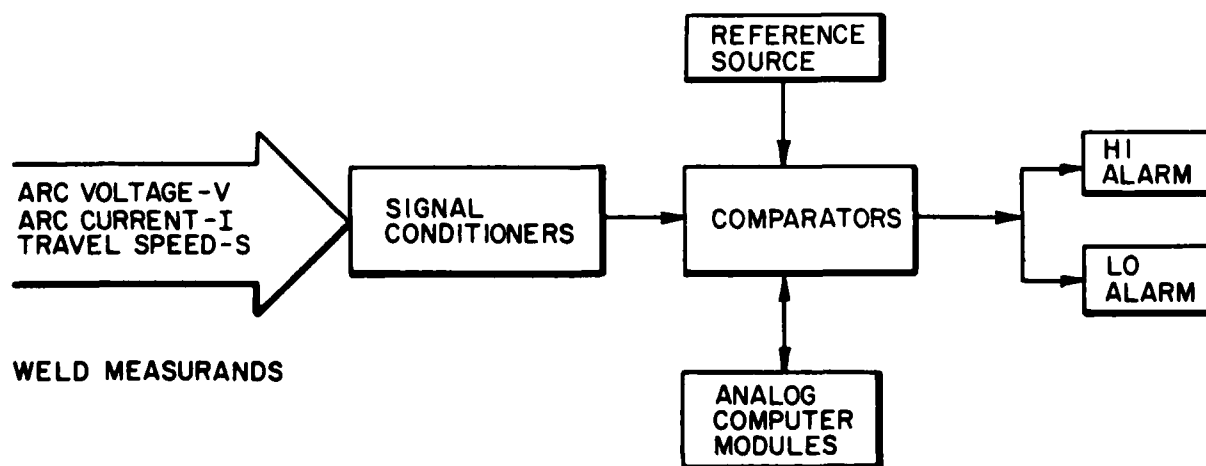 REFERENCE
SOURCE
ARC VOLTAGE-V
ARC CURRENT-I
TRAVEL SPEED-S
SIGNAL
CONDITIONERS
COMPARATORS
HI
ALARM
LO
ALARM
WELD MEASURANDS
ANALOG
COMPUTER
MODULES